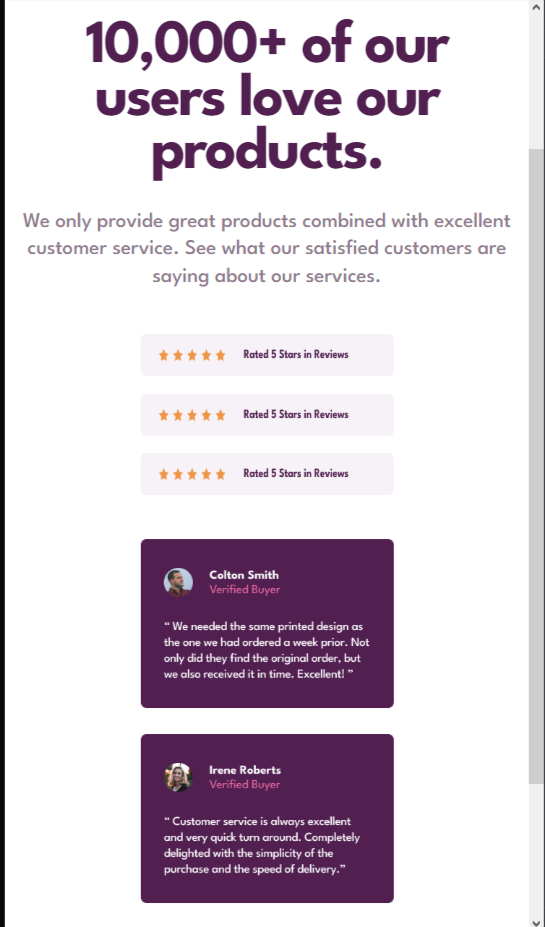 10,000+ of our
users love our
products.
We only provide great products combined with excellent
customer service. See what our satisfied customers are
saying about our services.
Rated 5 Stars in Reviews
Rated 5 Stars in Reviews
Rated 5 Stars in Reviews
Colton Smith
Verified Buyer
“ We needed the same printed design as
the one we had ordered a week prior. Not
only did they find the original order, but
we also received it in time. Excellent! ”
Irene Roberts
Verified Buyer
“ Customer service is always excellent
and very quick turn around. Completely
delighted with the simplicity of the
purchase and the speed of delivery.”